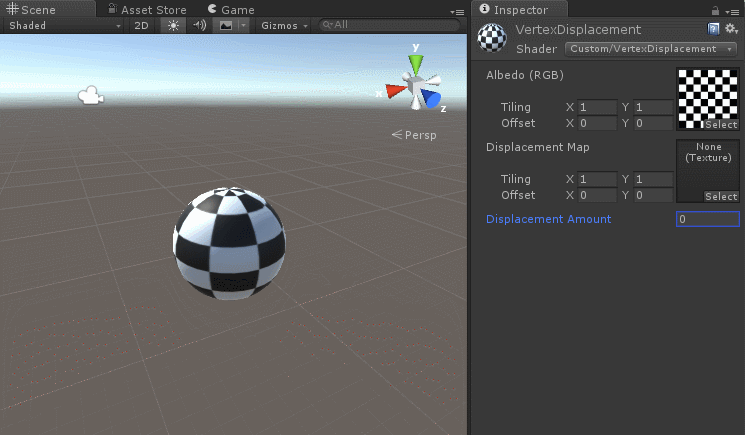 Scene Asset Store Game
Shaded 2D Gizmos All
y
x
z
Persp
Inspector
VertexDisplacement
Shader Custom/VertexDisplacement
Albedo (RGB)
Tiling X 1 Y 1
Offset X 0 Y 0
Select
Displacement Map
None
(Texture)
Tiling X 1 Y 1
Offset X 0 Y 0
Select
Displacement Amount 0